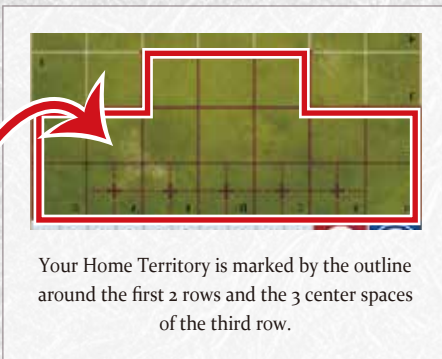 Your Home Territory is marked by the outline
around the first 2 rows and the 3 center spaces
of the third row.